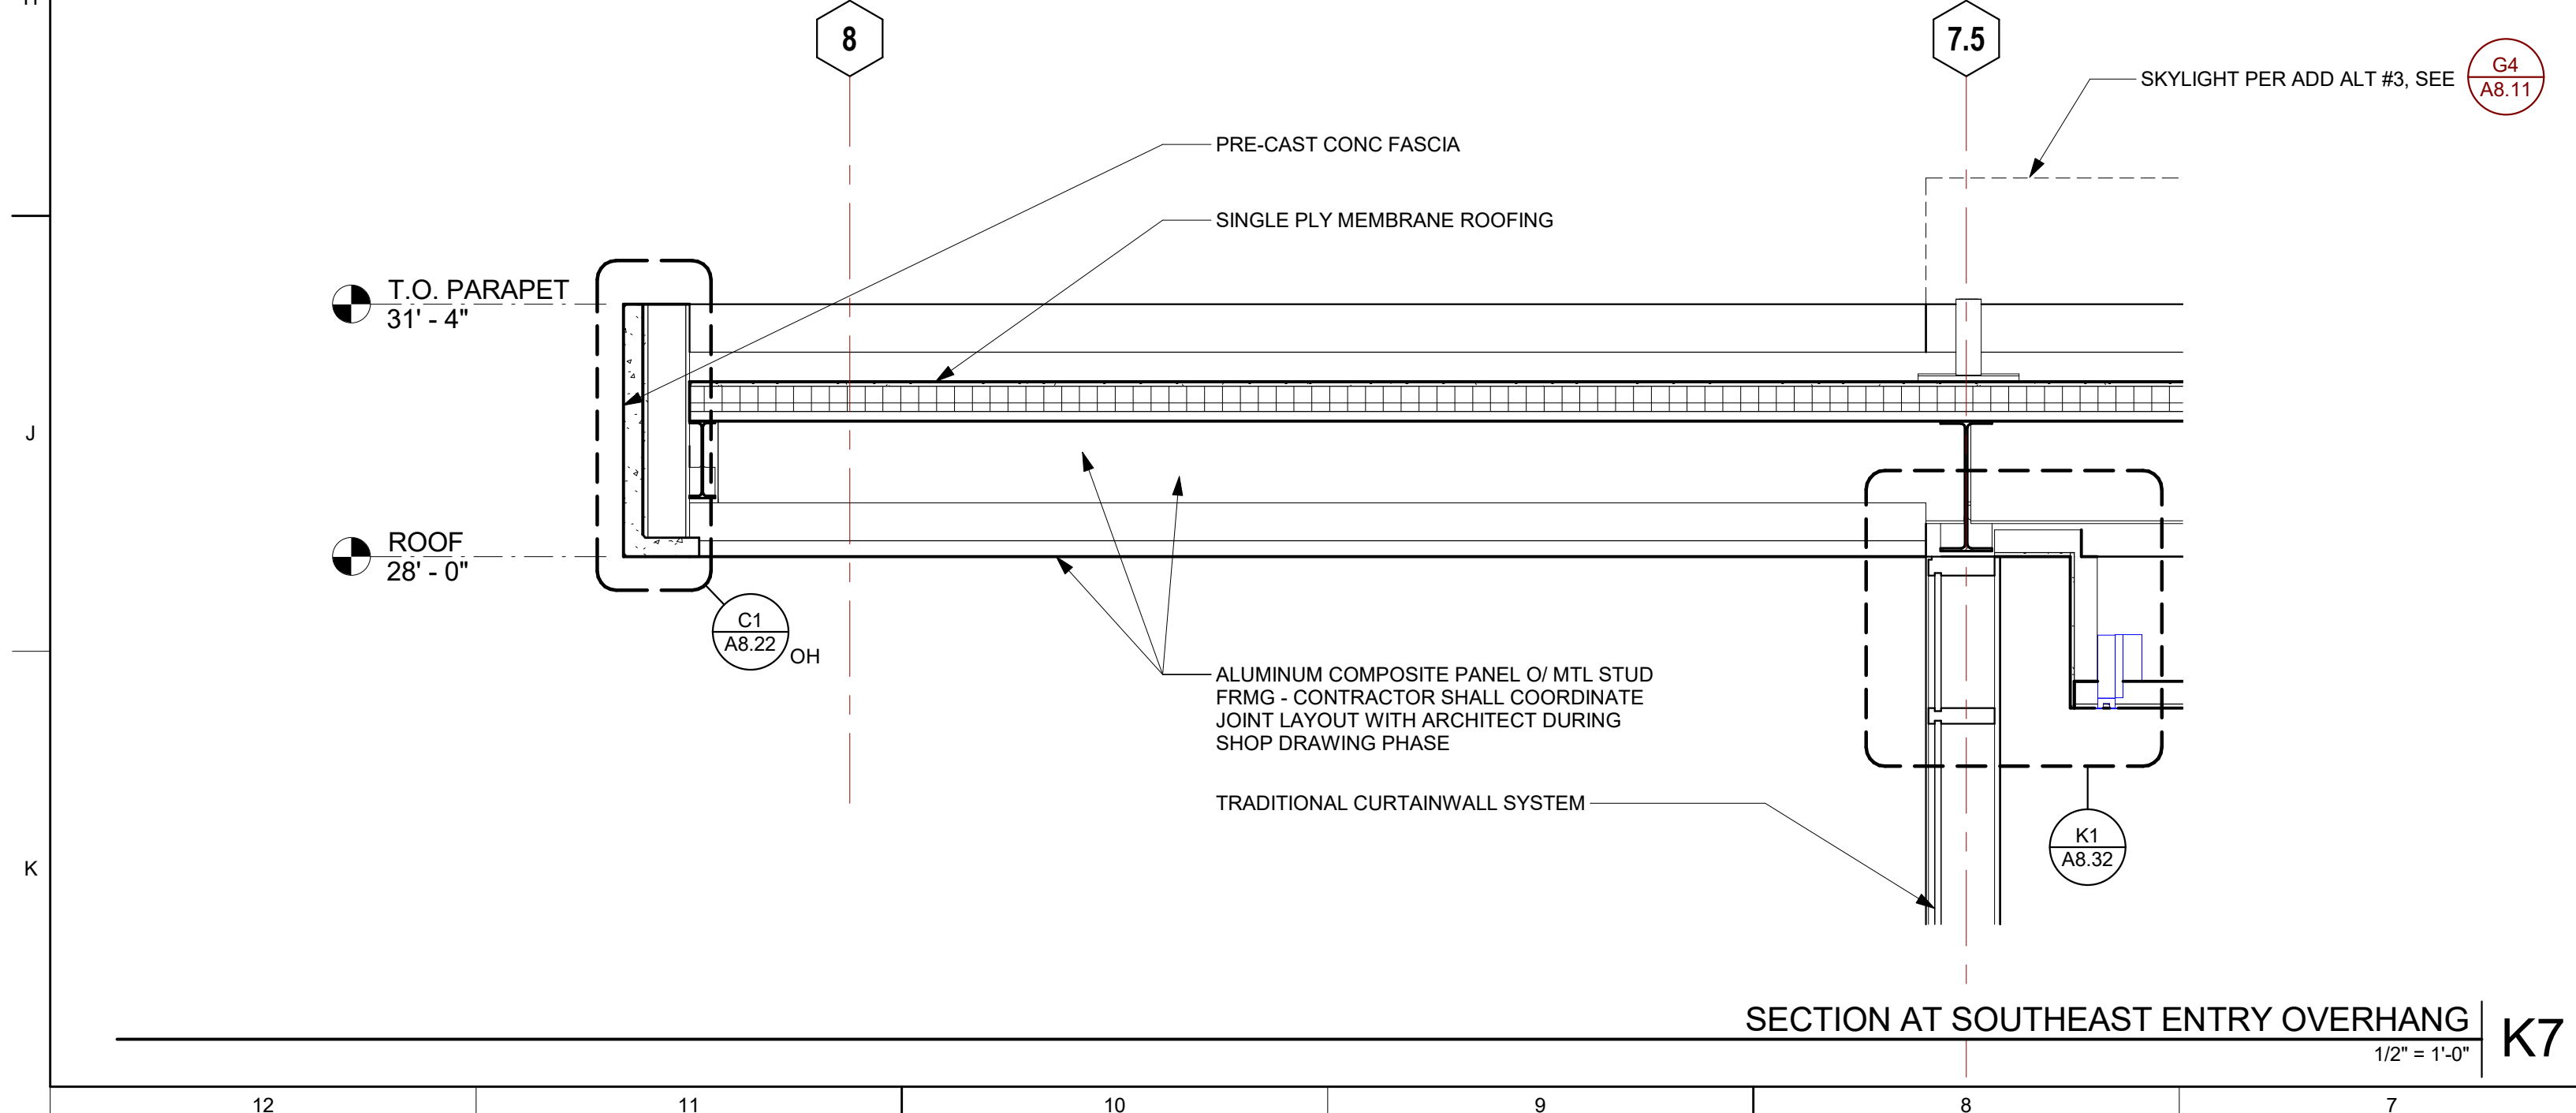 H
8
7.5
SKYLIGHT PER ADD ALT #3, SEE
G4
A8.11
PRE-CAST CONC FASCIA
SINGLE PLY MEMBRANE ROOFING
T.O. PARAPET
31' - 4"
J
ROOF
28' - 0"
C1
A8.22
OH
ALUMINUM COMPOSITE PANEL O/ MTL STUD
FRMG - CONTRACTOR SHALL COORDINATE
JOINT LAYOUT WITH ARCHITECT DURING
SHOP DRAWING PHASE
TRADITIONAL CURTAINWALL SYSTEM
K1
A8.32
K
SECTION AT SOUTHEAST ENTRY OVERHANG
K7
1/2" = 1'-0"
12
11
10
9
8
7